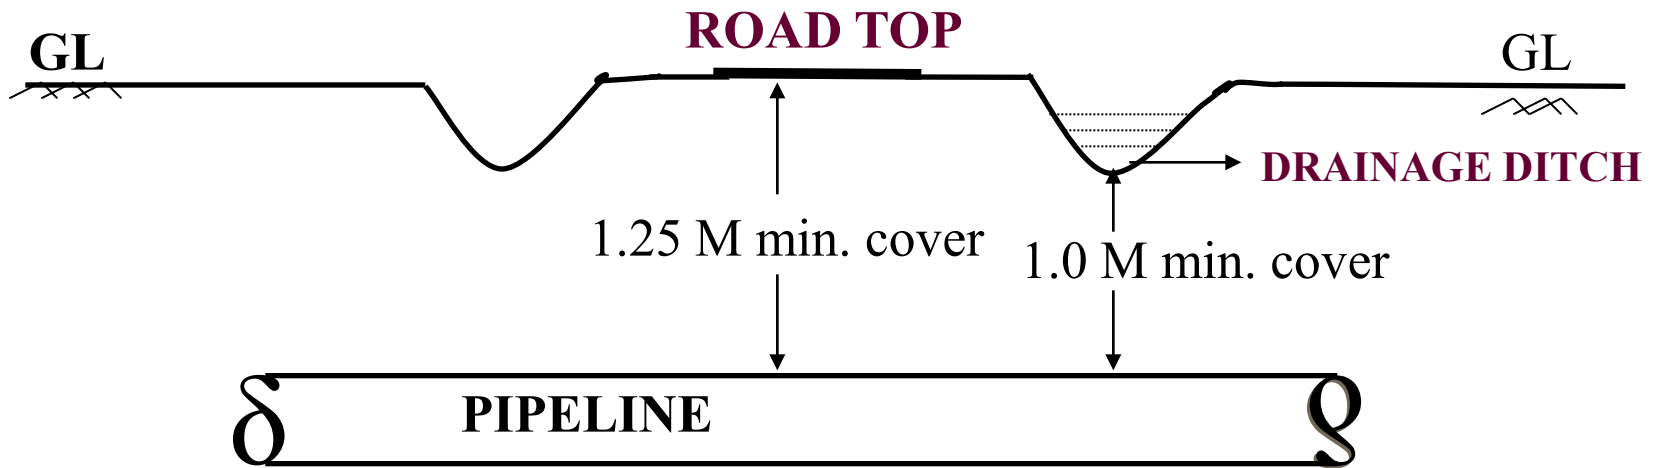 ROAD TOP
GL
GL
DRAINAGE DITCH
1.25 M min. cover
1.0 M min. cover
PIPELINE